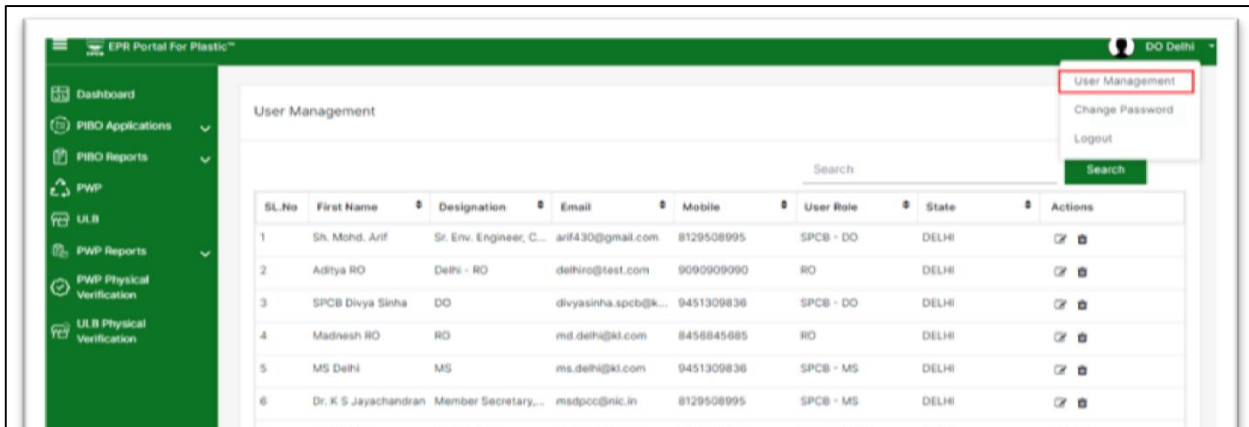 EPR Portal For Plastic™ DO Delhi
User Management
Change Password
Logout
Dashboard
PIBO Applications
PIBO Reports
PWP
ULB
PWP Reports
PWP Physical
Verification
ULB Physical
Verification
User Management
Search Search
SL.No First Name Designation Email Mobile User Role State Actions
1 Sh. Mohd. Arif Sr. Env. Engineer, C... arif430@gmail.com 8129508995 SPCB - DO DELHI
2 Aditya RO Delhi - RO delhiro@test.com 9090909090 RO DELHI
3 SPCB Divya Sinha DO divyasinha.spcb@k... 9451309836 SPCB - DO DELHI
4 Madnesh RO RO md.delhi@kl.com 8456845685 RO DELHI
5 MS Delhi MS ms.delhi@kl.com 9451309836 SPCB - MS DELHI
6 Dr. K S Jayachandran Member Secretary,... msdpcc@nic.in 8129508995 SPCB - MS DELHI